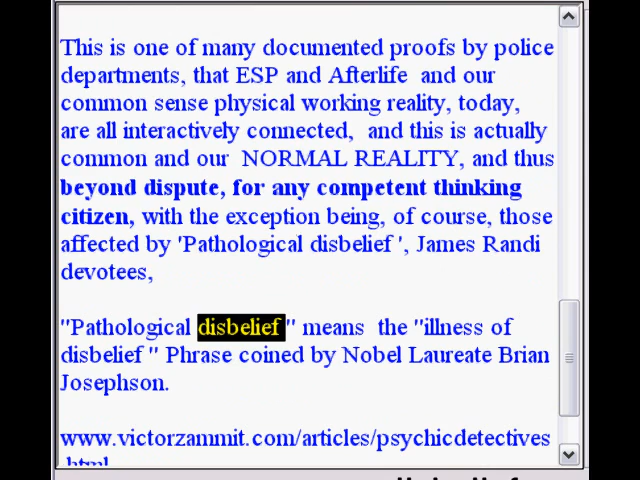 This is one of many documented proofs by police
departments, that ESP and Afterlife  and our
common sense physical working reality, today,
are all interactively connected,  and this is actually
common and our  NORMAL REALITY, and thus
beyond dispute, for any competent thinking
citizen, with the exception being, of course, those
affected by 'Pathological disbelief ', James Randi
devotees,
"Pathological disbelief " means  the "illness of
disbelief " Phrase coined by Nobel Laureate Brian
Josephson.
www.victorzammit.com/articles/psychicdetectives
.html